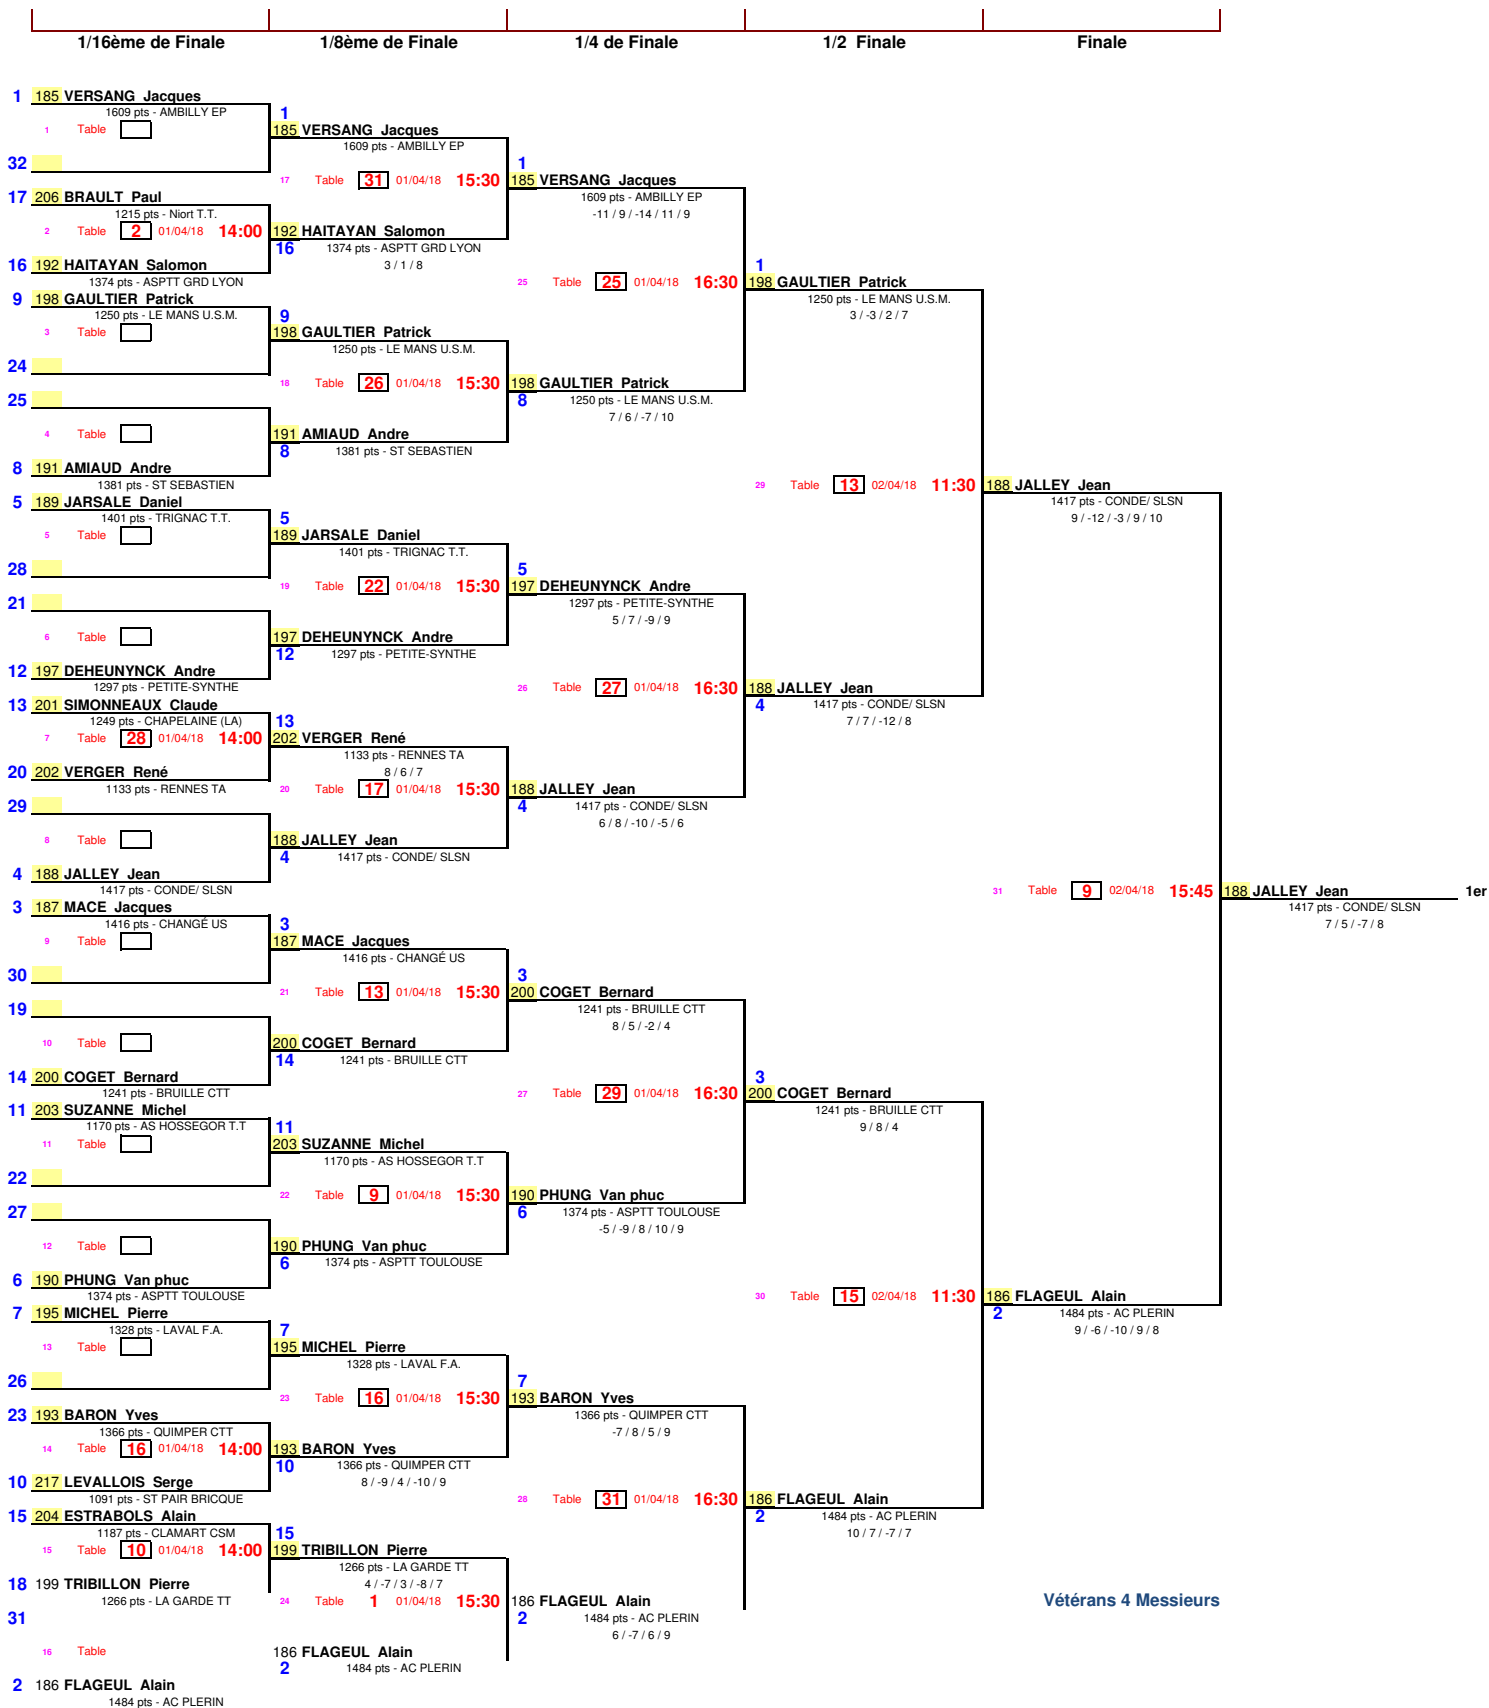 1/16ème de Finale
1/8ème de Finale
1/4 de Finale
1/2 Finale
Finale
1 185 VERSANG Jacques
1609 pts - AMBILLY EP
1 Table
32
17 206 BRAULT Paul
1215 pts - Niort T.T.
2 Table 2 01/04/18 14:00
16 192 HAITAYAN Salomon
1374 pts - ASPTT GRD LYON
9 198 GAULTIER Patrick
1250 pts - LE MANS U.S.M.
3 Table
24
25
4 Table
8 191 AMIAUD Andre
1381 pts - ST SEBASTIEN
5 189 JARSALE Daniel
1401 pts - TRIGNAC T.T.
5 Table
28
21
6 Table
12 197 DEHEUNYNCK Andre
1297 pts - PETITE-SYNTHE
13 201 SIMONNEAUX Claude
1249 pts - CHAPELAINE (LA)
7 Table 28 01/04/18 14:00
20 202 VERGER René
1133 pts - RENNES TA
29
8 Table
4 188 JALLEY Jean
1417 pts - CONDE/ SLSN
3 187 MACE Jacques
1416 pts - CHANGÉ US
9 Table
30
19
10 Table
14 200 COGET Bernard
1241 pts - BRUILLE CTT
11 203 SUZANNE Michel
1170 pts - AS HOSSEGOR T.T
11 Table
22
27
12 Table
6 190 PHUNG Van phuc
1374 pts - ASPTT TOULOUSE
7 195 MICHEL Pierre
1328 pts - LAVAL F.A.
13 Table
26
23 193 BARON Yves
1366 pts - QUIMPER CTT
14 Table 16 01/04/18 14:00
10 217 LEVALLOIS Serge
1091 pts - ST PAIR BRICQUE
15 204 ESTRABOLS Alain
1187 pts - CLAMART CSM
15 Table 10 01/04/18 14:00
18 199 TRIBILLON Pierre
1266 pts - LA GARDE TT
31
16 Table
2 186 FLAGEUL Alain
1484 pts - AC PLERIN
1
185 VERSANG Jacques
1609 pts - AMBILLY EP
17 Table 31 01/04/18 15:30
192 HAITAYAN Salomon
16 1374 pts - ASPTT GRD LYON
3 / 1 / 8
9
198 GAULTIER Patrick
1250 pts - LE MANS U.S.M.
18 Table 26 01/04/18 15:30
191 AMIAUD Andre
8 1381 pts - ST SEBASTIEN
5
189 JARSALE Daniel
1401 pts - TRIGNAC T.T.
19 Table 22 01/04/18 15:30
197 DEHEUNYNCK Andre
12 1297 pts - PETITE-SYNTHE
13
202 VERGER René
1133 pts - RENNES TA
8 / 6 / 7
20 Table 17 01/04/18 15:30
188 JALLEY Jean
4 1417 pts - CONDE/ SLSN
3
187 MACE Jacques
1416 pts - CHANGÉ US
21 Table 13 01/04/18 15:30
200 COGET Bernard
14 1241 pts - BRUILLE CTT
11
203 SUZANNE Michel
1170 pts - AS HOSSEGOR T.T
22 Table 9 01/04/18 15:30
190 PHUNG Van phuc
6 1374 pts - ASPTT TOULOUSE
7
195 MICHEL Pierre
1328 pts - LAVAL F.A.
23 Table 16 01/04/18 15:30
193 BARON Yves
10 1366 pts - QUIMPER CTT
8 / -9 / 4 / -10 / 9
15
199 TRIBILLON Pierre
1266 pts - LA GARDE TT
4 / -7 / 3 / -8 / 7
24 Table 1 01/04/18 15:30
186 FLAGEUL Alain
2 1484 pts - AC PLERIN
1
185 VERSANG Jacques
1609 pts - AMBILLY EP
-11 / 9 / -14 / 11 / 9
25 Table 25 01/04/18 16:30
198 GAULTIER Patrick
8 1250 pts - LE MANS U.S.M.
7 / 6 / -7 / 10
5
197 DEHEUNYNCK Andre
1297 pts - PETITE-SYNTHE
5 / 7 / -9 / 9
26 Table 27 01/04/18 16:30
188 JALLEY Jean
4 1417 pts - CONDE/ SLSN
6 / 8 / -10 / -5 / 6
3
200 COGET Bernard
1241 pts - BRUILLE CTT
8 / 5 / -2 / 4
27 Table 29 01/04/18 16:30
190 PHUNG Van phuc
6 1374 pts - ASPTT TOULOUSE
-5 / -9 / 8 / 10 / 9
7
193 BARON Yves
1366 pts - QUIMPER CTT
-7 / 8 / 5 / 9
28 Table 31 01/04/18 16:30
186 FLAGEUL Alain
2 1484 pts - AC PLERIN
6 / -7 / 6 / 9
1
198 GAULTIER Patrick
1250 pts - LE MANS U.S.M.
3 / -3 / 2 / 7
29 Table 13 02/04/18 11:30
188 JALLEY Jean
4 1417 pts - CONDE/ SLSN
7 / 7 / -12 / 8
3
200 COGET Bernard
1241 pts - BRUILLE CTT
9 / 8 / 4
30 Table 15 02/04/18 11:30
186 FLAGEUL Alain
2 1484 pts - AC PLERIN
10 / 7 / -7 / 7
188 JALLEY Jean
1417 pts - CONDE/ SLSN
9 / -12 / -3 / 9 / 10
31 Table 9 02/04/18 15:45
186 FLAGEUL Alain
2 1484 pts - AC PLERIN
9 / -6 / -10 / 9 / 8
188 JALLEY Jean 1er
1417 pts - CONDE/ SLSN
7 / 5 / -7 / 8
Vétérans 4 Messieurs